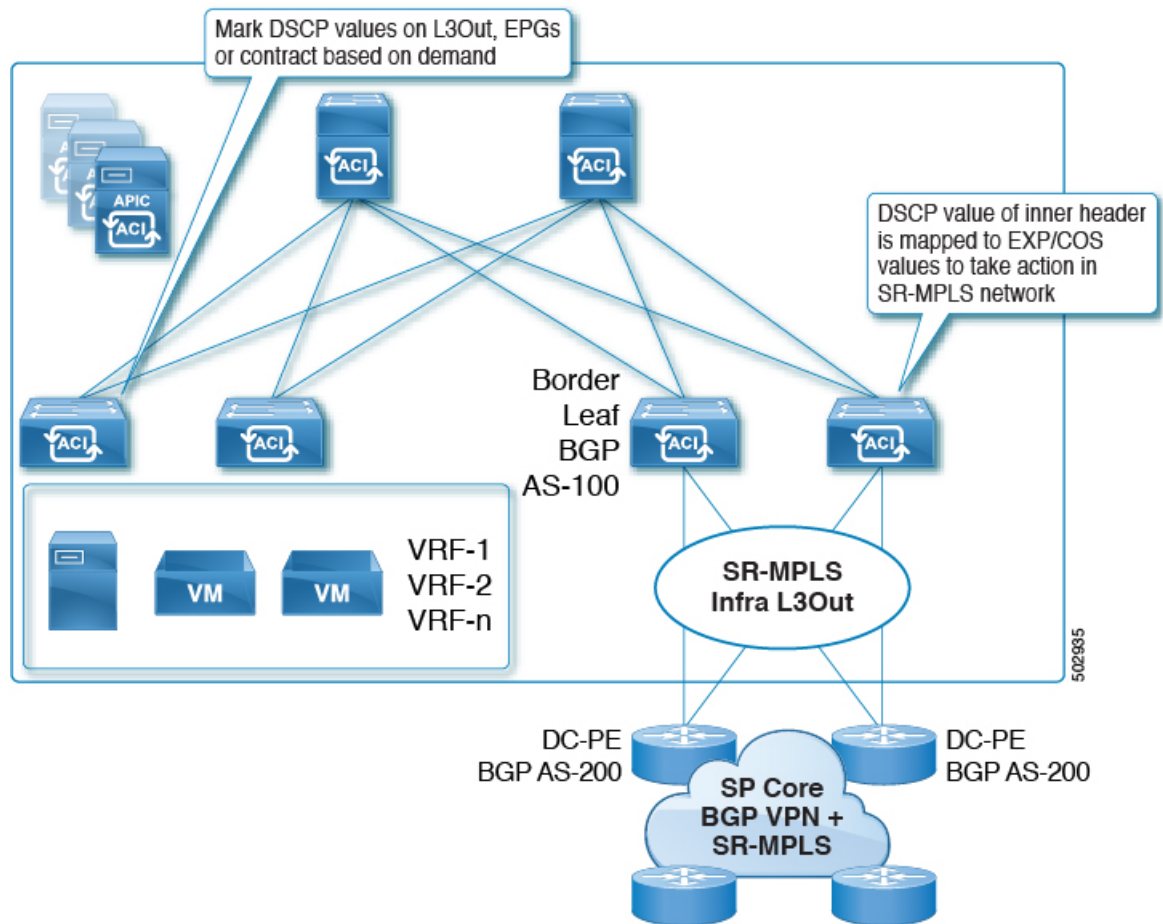 Mark DSCP values on L3Out, EPGs
or contract based on demand
ACI
ACI
A
A
APIC
ACI
DSCP value of inner header
is mapped to EXP/COS
values to take action in
SR-MPLS network
ACI
ACI
Border
Leaf
BGP
AS-100
ACI
ACI
VM
VM
VRF-1
VRF-2
VRF-n
SR-MPLS
Infra L3Out
502935
DC-PE
BGP AS-200
DC-PE
BGP AS-200
SP Core
BGP VPN +
SR-MPLS